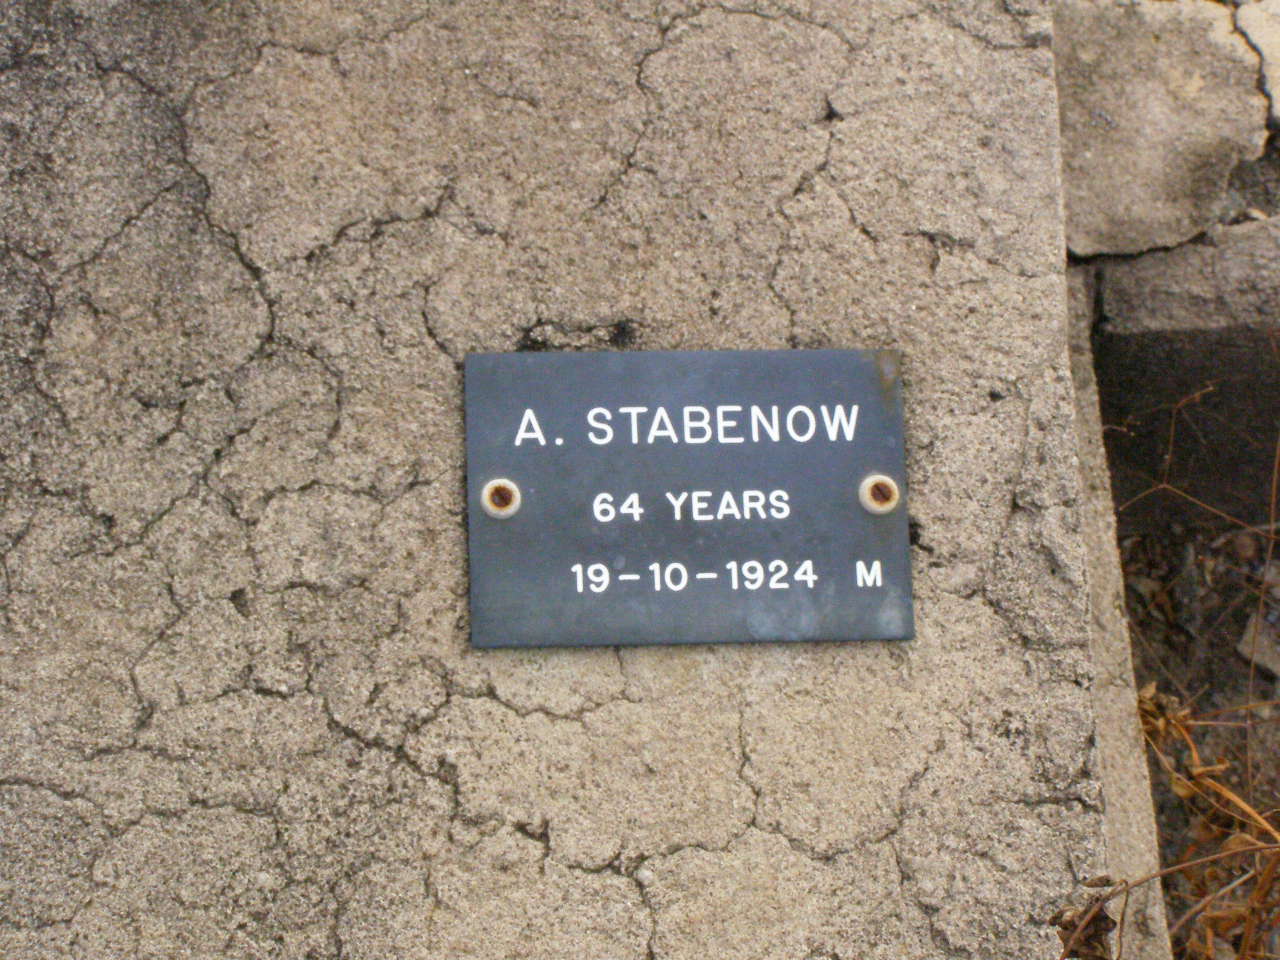 A. STABENOW
64 YEARS
19-10-1924 M